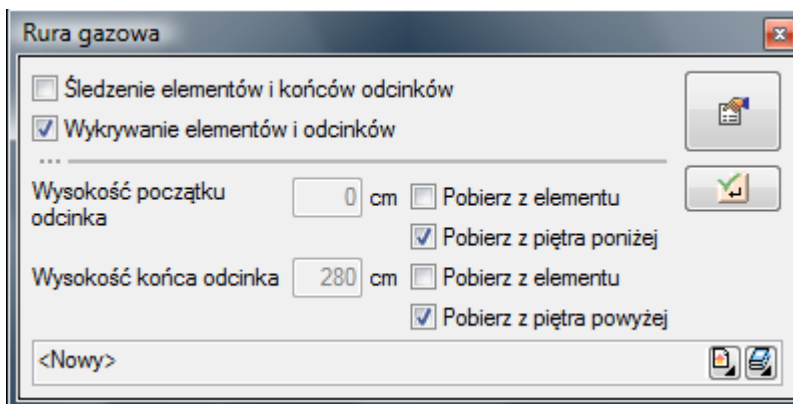 Rura gazowa
Śledzenie elementów i końców odcinków
Wykrywanie elementów i odcinków
Wysokość początku odcinka 0 cm Pobierz z elementu
Pobierz z piętra poniżej
Wysokość końca odcinka 280 cm Pobierz z elementu
Pobierz z piętra powyżej
<Nowy>